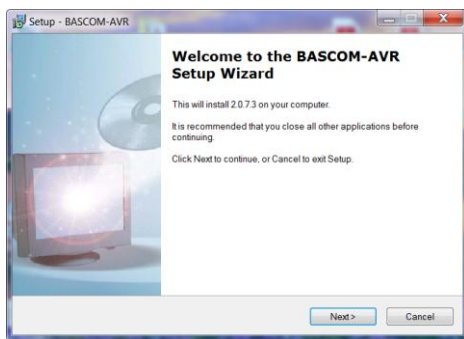 Setup - BASCOM-AVR
Welcome to the BASCOM-AVR
Setup Wizard
This will install 2.0.7.3 on your computer.
It is recommended that you close all other applications before
continuing.
Click Next to continue, or Cancel to exit Setup.
Next >
Cancel